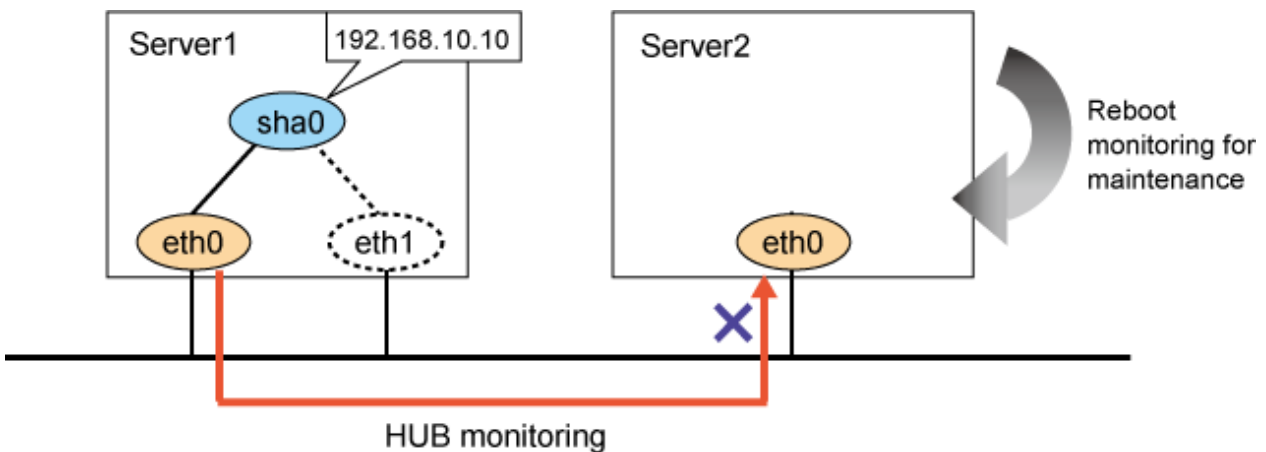 Server1
192.168.10.10
Server2
sha0
Reboot
monitoring for
maintenance
eth0
eth1
eth0
HUB monitoring